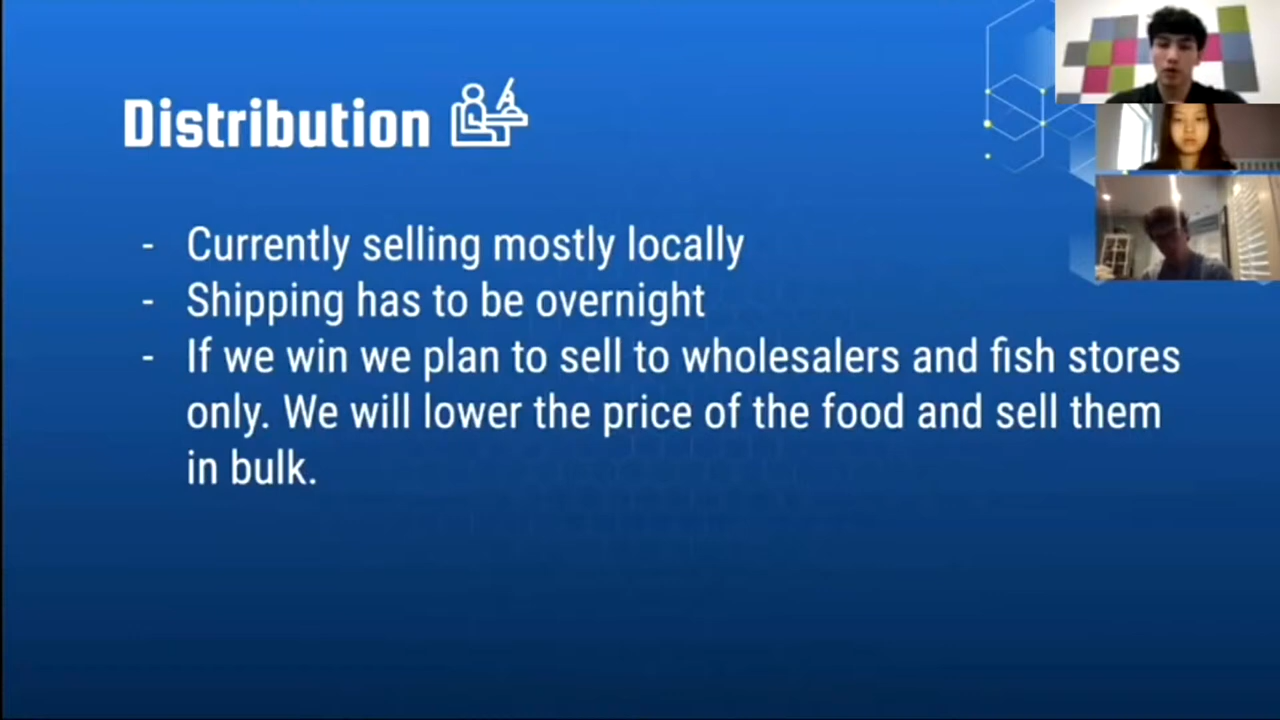 Distribution
- Currently selling mostly locally
- Shipping has to be overnight
- If we win we plan to sell to wholesalers and fish stores
only. We will lower the price of the food and sell them
in bulk.